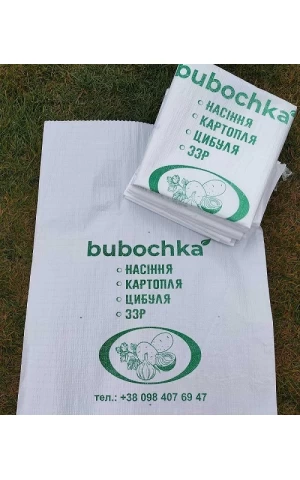 bubochka
НАСІННЯ
КАРТОПЛЯ
ЦИБУЛЯ
ЗЗР
bubochka
НАСІННЯ
КАРТОПЛЯ
ЦИБУЛЯ
ЗЗР
тел.: +38 098 407 69 47